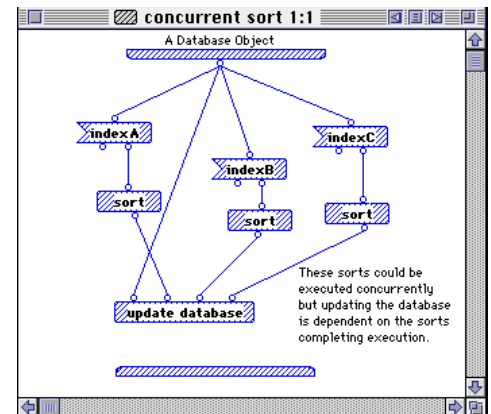 concurrent sort 1:1
A Database Object
indexA
indexC
indexB
sort
sort
sort
These sorts could be
executed concurrently
but updating the database
is dependent on the sorts
completing execution.
update database